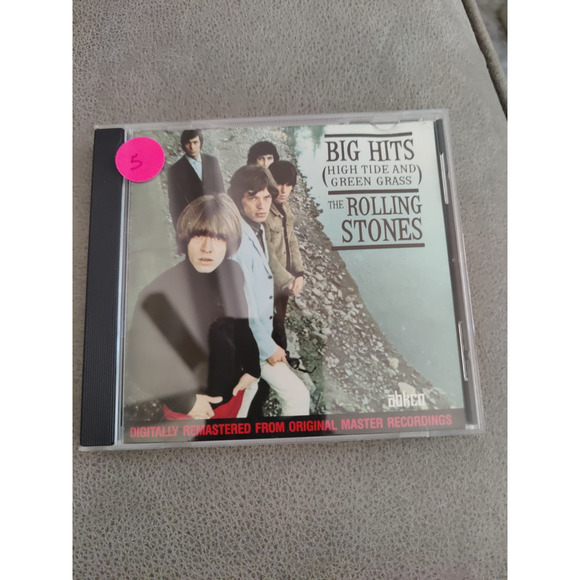 5
BIG HITS
(HIGH TIDE AND
GREEN GRASS)
THE ROLLING
STONES
abkco
DIGITALLY REMASTERED FROM ORIGINAL MASTER RECORDINGS